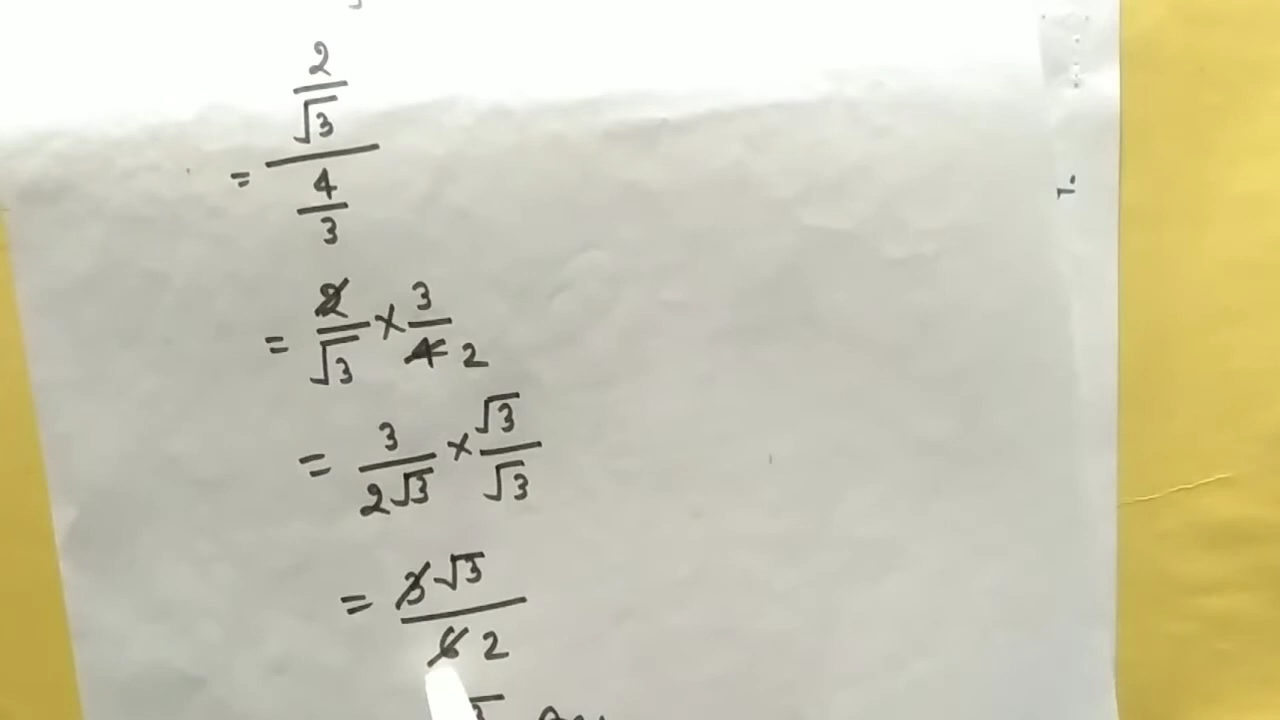 = (2/√3)/(4/3)
= 2/√3 × 3/4 2
= 3/2√3 × √3/√3
= 3√3/6 2